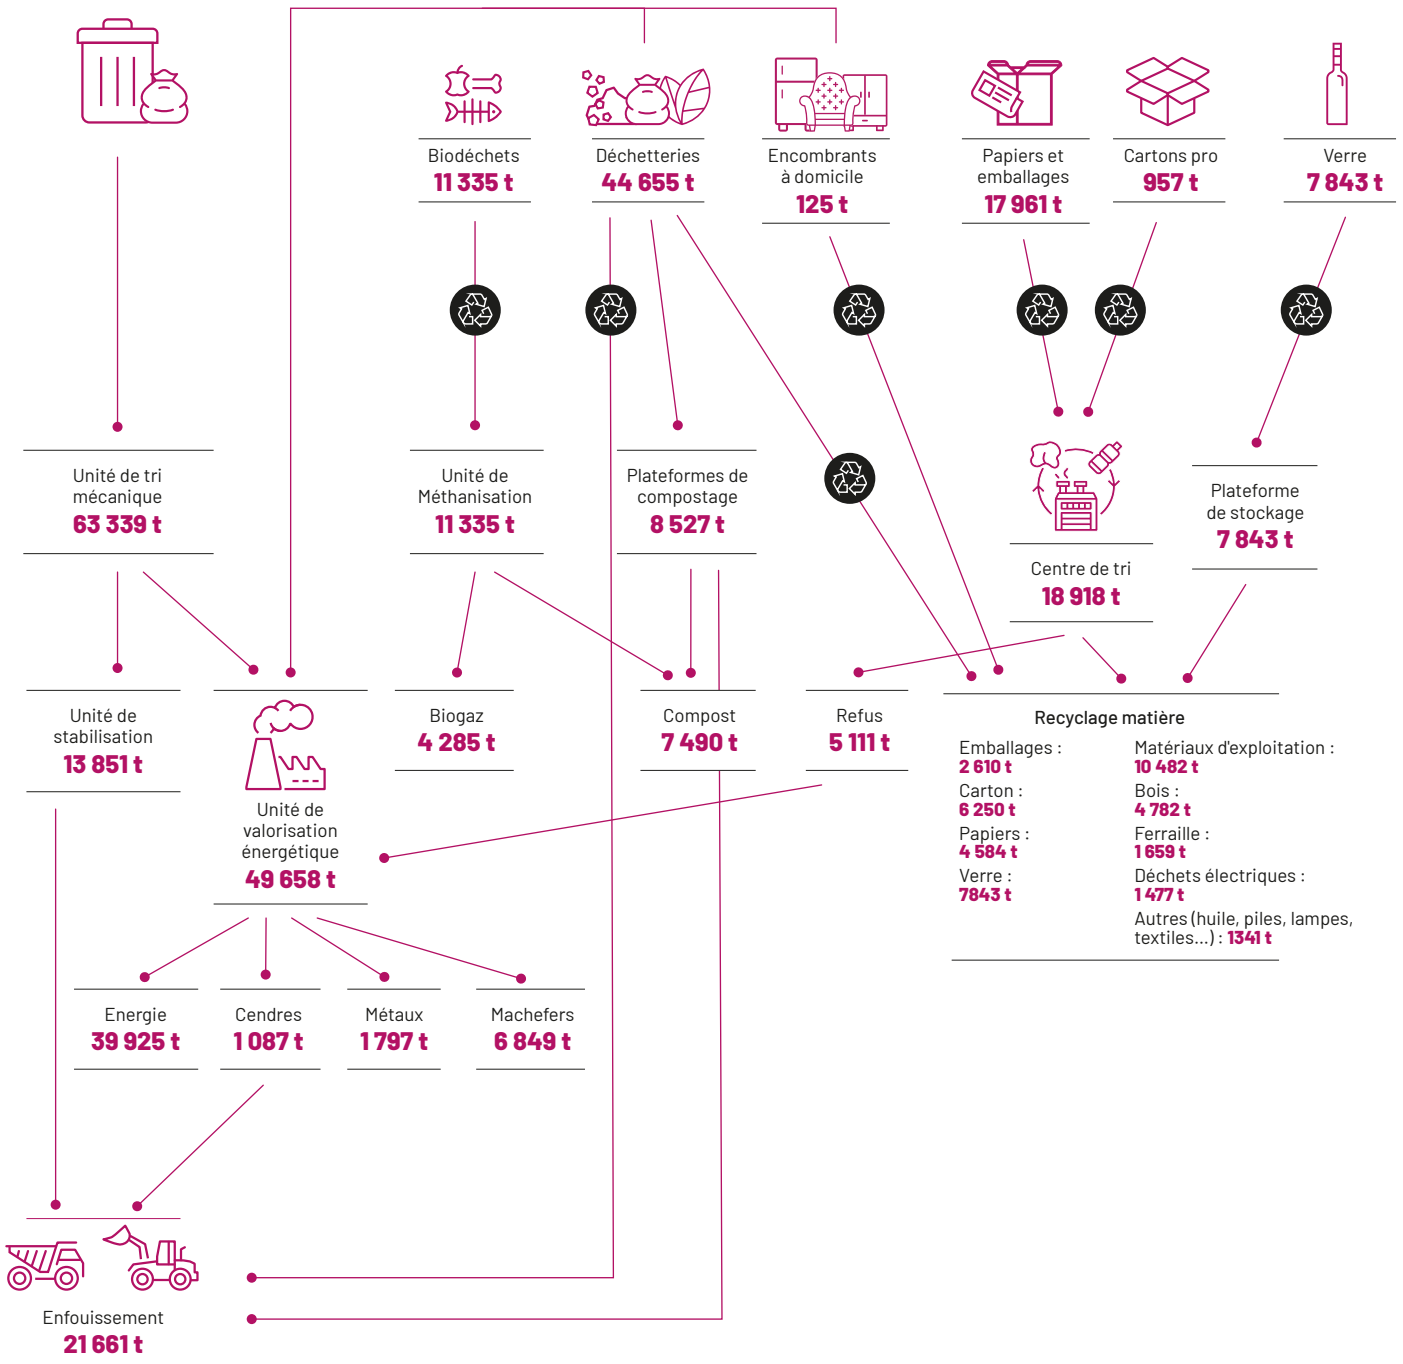 Biodéchets
11 335 t
Déchetteries
44 655 t
Encombrants
à domicile
125 t
Papiers et
emballages
17 961 t
Cartons pro
957 t
Verre
7 843 t
Unité de tri
mécanique
63 339 t
Unité de
Méthanisation
11 335 t
Plateformes de
compostage
8 527 t
Centre de tri
18 918 t
Plateforme
de stockage
7 843 t
Unité de
stabilisation
13 851 t
Unité de
valorisation
énergétique
49 658 t
Biogaz
4 285 t
Compost
7 490 t
Refus
5 111 t
Recyclage matière
Emballages :
2 610 t
Carton :
6 250 t
Papiers :
4 584 t
Verre :
7843 t
Matériaux d'exploitation :
10 482 t
Bois :
4 782 t
Ferraille :
1 659 t
Déchets électriques :
1 477 t
Autres (huile, piles, lampes,
textiles...) : 1341 t
Energie
39 925 t
Cendres
1 087 t
Métaux
1 797 t
Machefers
6 849 t
Enfouissement
21 661 t